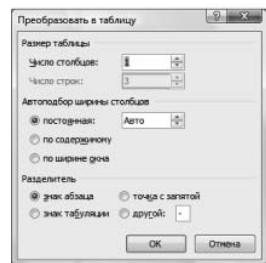 Преобразовать в таблицу
Размер таблицы
Число столбцов: 1
Число строк: 3
Автоподбор ширины столбцов
постоянная: Авто
по содержимому
по ширине окна
Разделитель
знак абзаца точка с запятой
знак табуляции другой: -
ОК Отмена